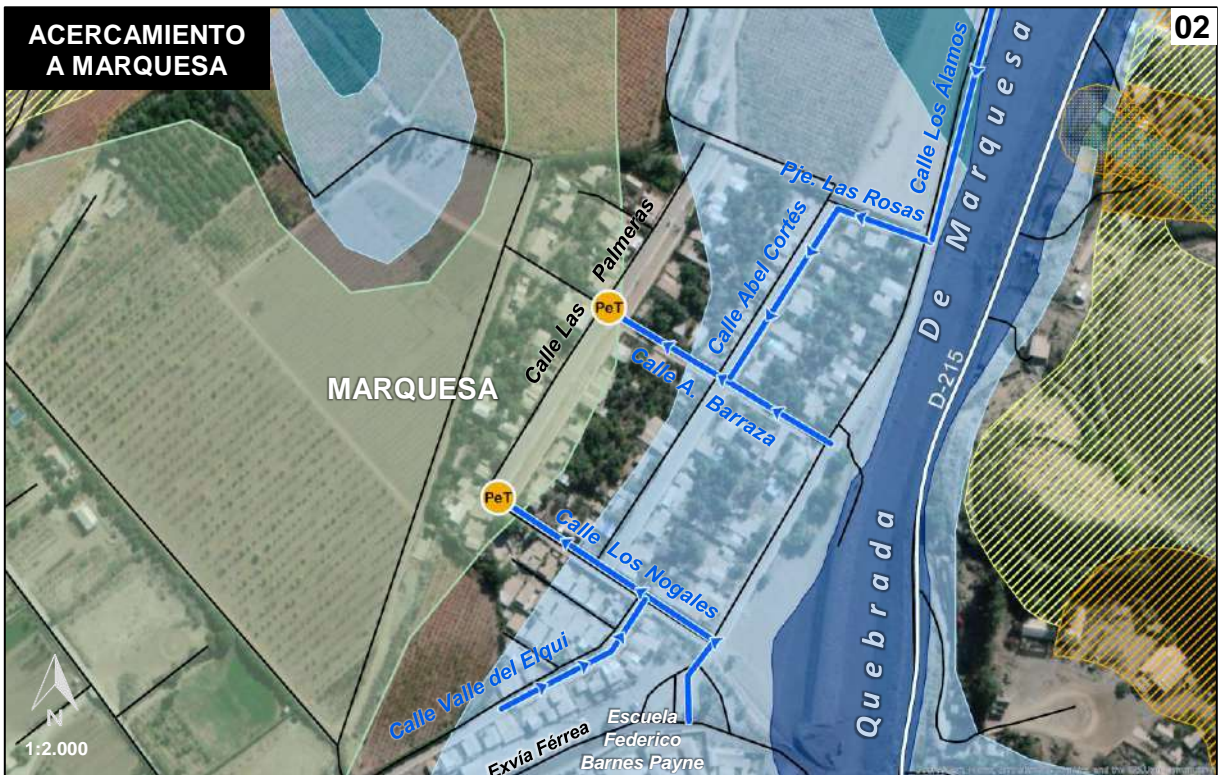 ACERCAMIENTO
A MARQUESA
02
Calle Los Álamos
Quebrada De Marquesa
Pje. Las Rosas
Calle Las Palmeras
Calle Abel Cortés
PeT
D-215
Calle A. Barraza
MARQUESA
PeT
Calle Los Nogales
Calle Valle del Elqui
Escuela
Federico
Barnes Payne
Exvía Férrea
N
1:2.000